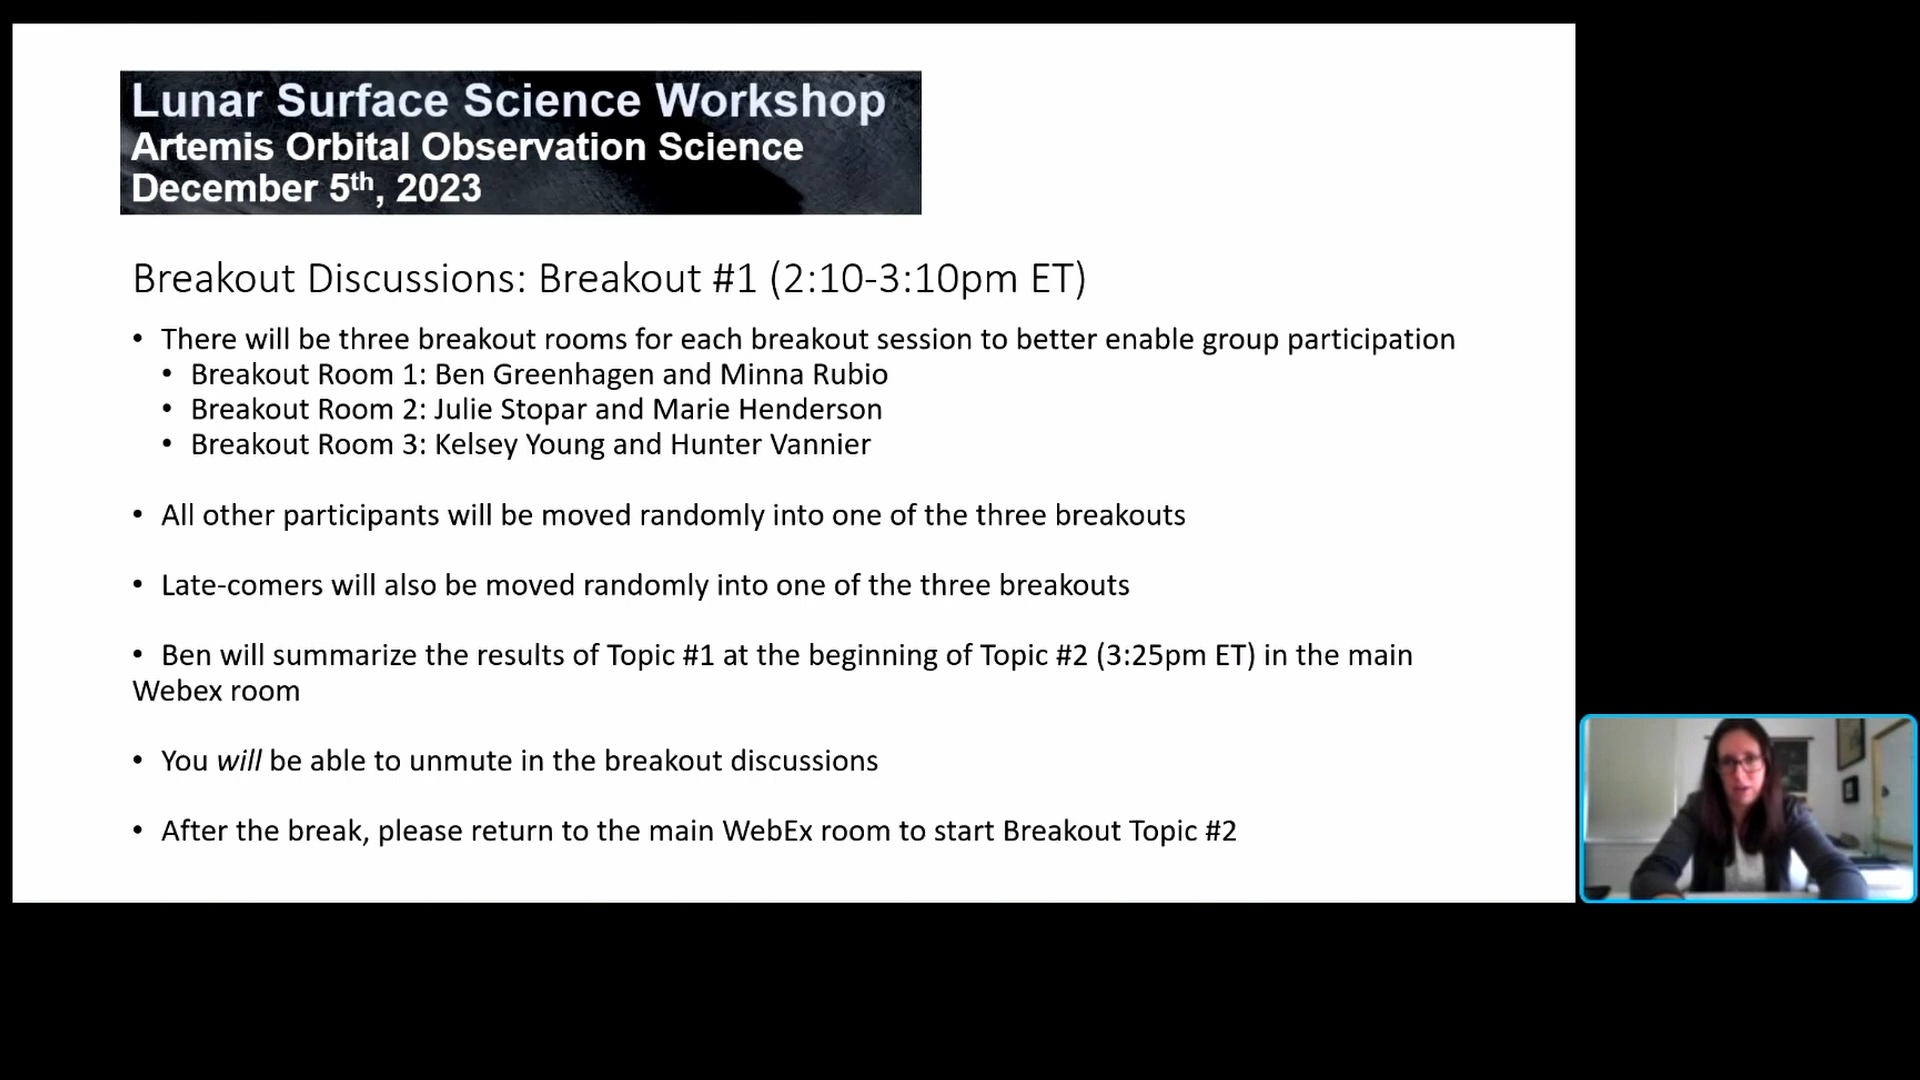 Lunar Surface Science Workshop
Artemis Orbital Observation Science
December 5th, 2023
Breakout Discussions: Breakout #1 (2:10-3:10pm ET)
• There will be three breakout rooms for each breakout session to better enable group participation
• Breakout Room 1: Ben Greenhagen and Minna Rubio
• Breakout Room 2: Julie Stopar and Marie Henderson
• Breakout Room 3: Kelsey Young and Hunter Vannier
• All other participants will be moved randomly into one of the three breakouts
• Late-comers will also be moved randomly into one of the three breakouts
• Ben will summarize the results of Topic #1 at the beginning of Topic #2 (3:25pm ET) in the main
Webex room
• You will be able to unmute in the breakout discussions
• After the break, please return to the main WebEx room to start Breakout Topic #2